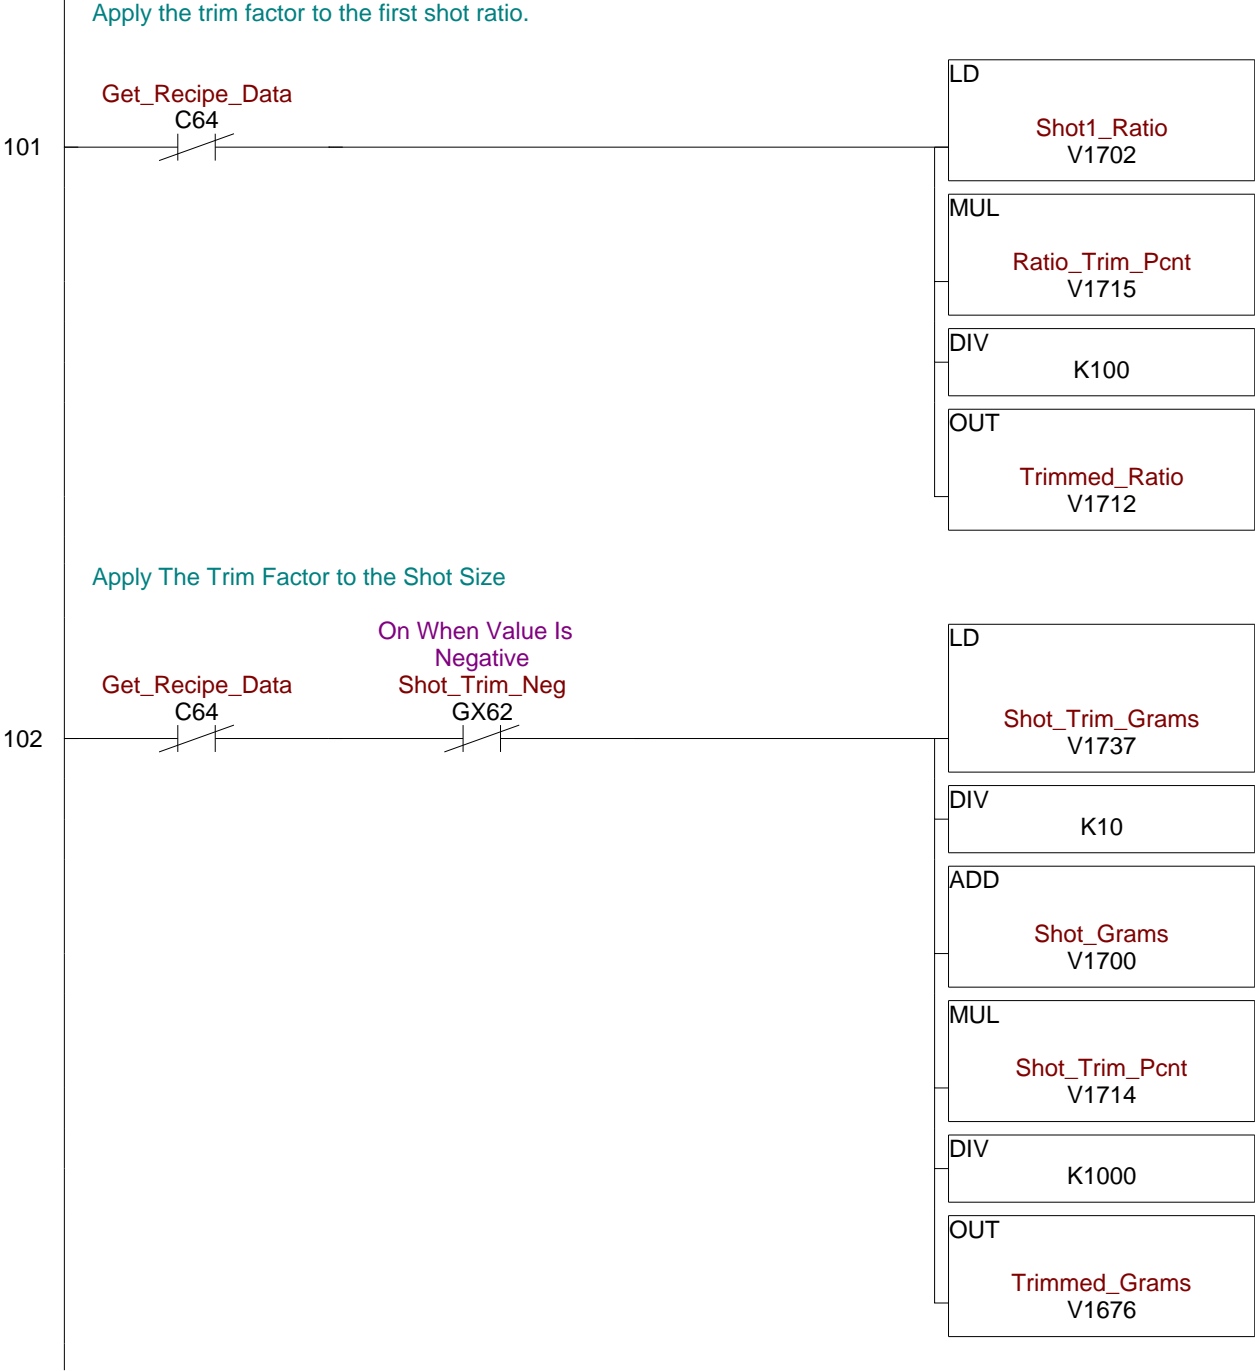 Apply the trim factor to the first shot ratio.
Get_Recipe_Data
C64
101
LD
Shot1_Ratio
V1702
MUL
Ratio_Trim_Pcnt
V1715
DIV
K100
OUT
Trimmed_Ratio
V1712
Apply The Trim Factor to the Shot Size
On When Value Is
Negative
Get_Recipe_Data
Shot_Trim_Neg
C64
GX62
102
LD
Shot_Trim_Grams
V1737
DIV
K10
ADD
Shot_Grams
V1700
MUL
Shot_Trim_Pcnt
V1714
DIV
K1000
OUT
Trimmed_Grams
V1676